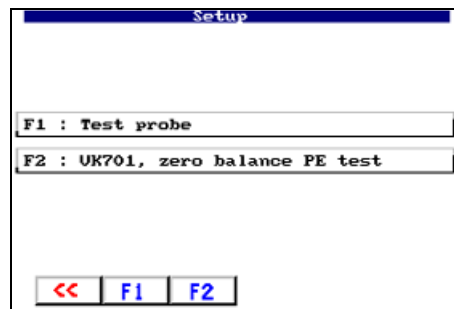 Setup
F1 : Test probe
F2 : VK701, zero balance PE test
<< F1 F2